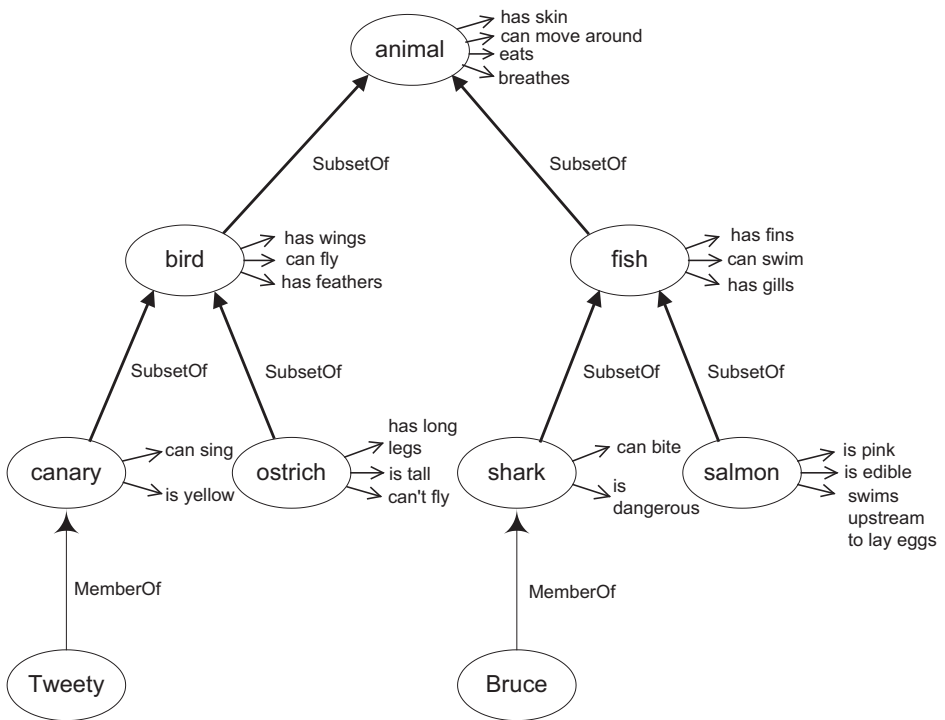 has skin
can move around
animal
eats
breathes
SubsetOf
SubsetOf
has wings
bird
can fly
has feathers
has fins
fish
can swim
has gills
SubsetOf
SubsetOf
SubsetOf
SubsetOf
can sing
canary
is yellow
has long
legs
ostrich
is tall
can't fly
can bite
shark
is
dangerous
is pink
salmon
is edible
swims
upstream
to lay eggs
MemberOf
MemberOf
Tweety
Bruce